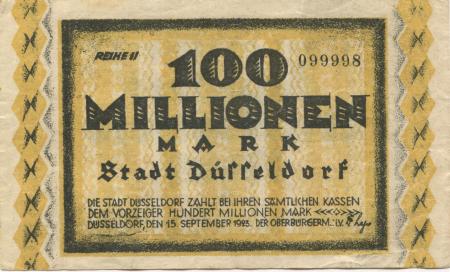 REIHE II
100 099998
MILLIONEN
MARK
Stadt Düsseldorf
DIE STADT DÜSSELDORF ZAHLT BEI IHREN SÄMTLICHEN KASSEN
DEM VORZEIGER HUNDERT MILLIONEN MARK
DÜSSELDORF, DEN 15. SEPTEMBER 1923. DER OBERBÜRGERM.: I.V.